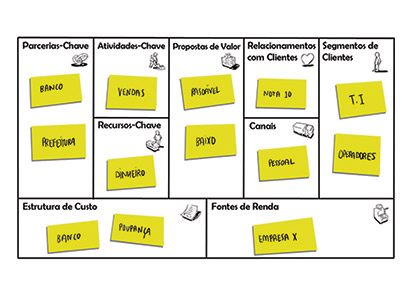 Parcerias-Chave
BANCO
PREFEITURA
Atividades-Chave
VENDAS
Recursos-Chave
DINHEIRO
Propostas de Valor
RASOÍVEL
BAIXO
Relacionamentos
com Clientes
NOTA 10
Canais
PESSOAL
Segmentos de
Clientes
T.I
OPERADORES
Estrutura de Custo
BANCO
POUPANÇA
Fontes de Renda
EMPRESA X